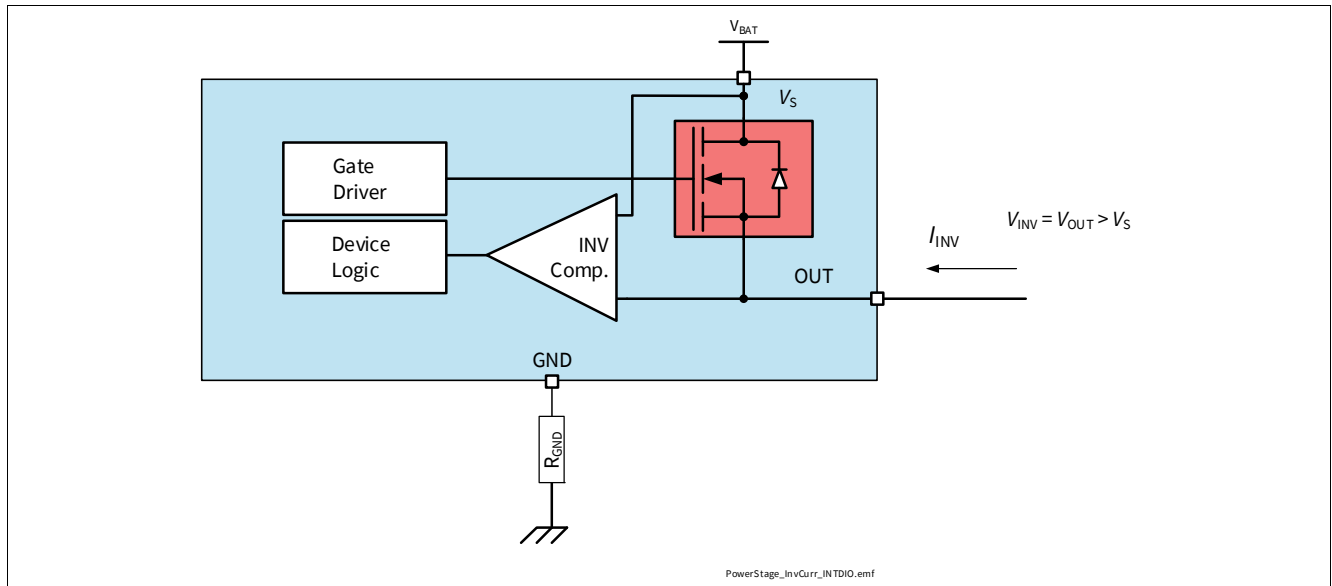 VBAT
VS
Gate
Driver
Device
Logic
INV
Comp.
OUT
IINV
VINV = VOUT > VS
GND
RGND
PowerStage_InvCurr_INTDIO.emf